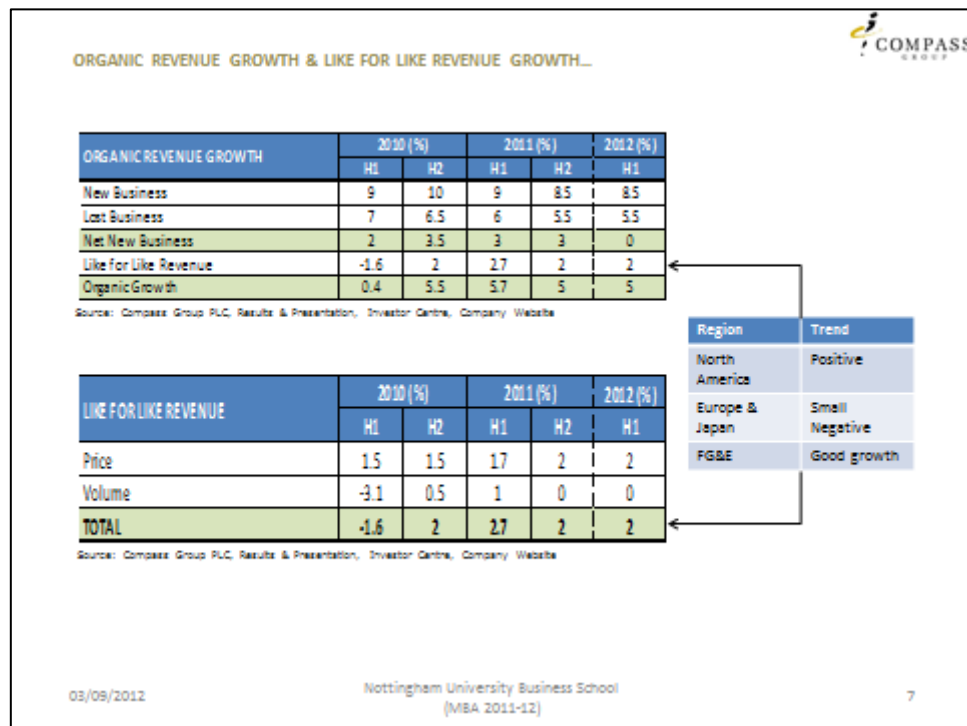 COMPASS
GROUP
ORGANIC REVENUE GROWTH & LIKE FOR LIKE REVENUE GROWTH...
ORGANIC REVENUE GROWTH 2010 (%) 2011 (%) 2012 (%)
H1 H2 H1 H2 H1
New Business 9 10 9 8.5 8.5
Lost Business 7 6.5 6 5.5 5.5
Net New Business 2 3.5 3 3 0
Like for Like Revenue -1.6 2 2.7 2 2
Organic Growth 0.4 5.5 5.7 5 5
Source: Compass Group PLC, Results & Presentation, Investor Centre, Company Website
Region Trend
North America Positive
Europe & Japan Small Negative
FG&E Good growth
LIKE FOR LIKE REVENUE 2010 (%) 2011 (%) 2012 (%)
H1 H2 H1 H2 H1
Price 1.5 1.5 1.7 2 2
Volume -3.1 0.5 1 0 0
TOTAL -1.6 2 2.7 2 2
Source: Compass Group PLC, Results & Presentation, Investor Centre, Company Website
03/09/2012
Nottingham University Business School
(MBA 2011-12)
7